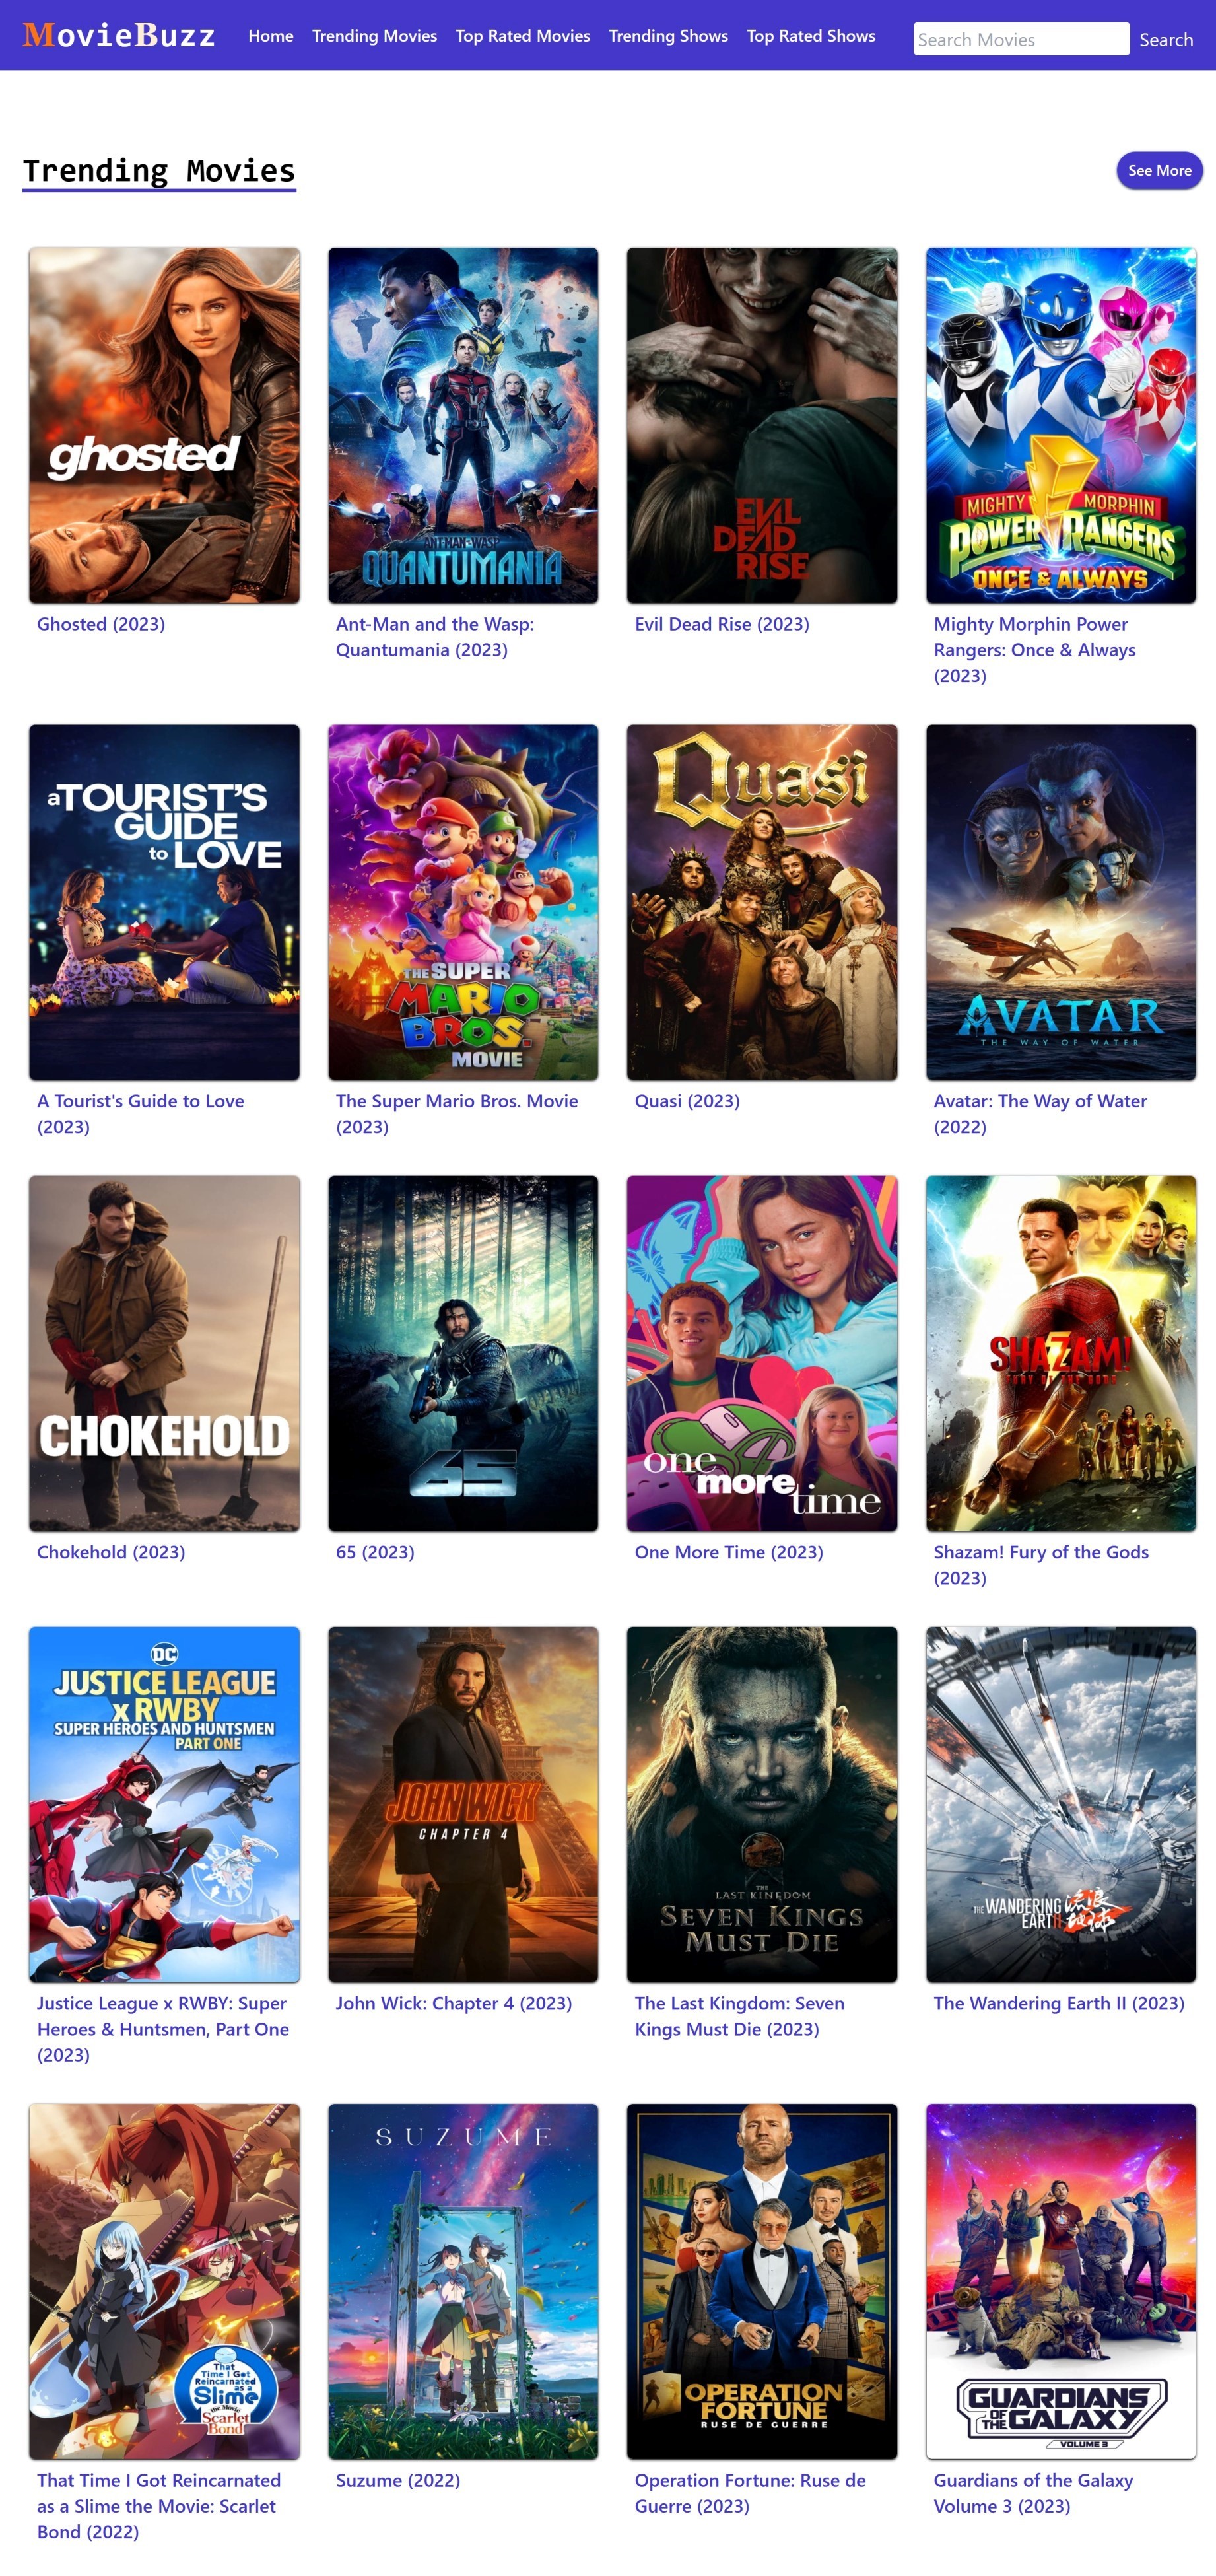 MovieBuzz
Home
Trending Movies
Top Rated Movies
Trending Shows
Top Rated Shows
Search Movies
Search
Trending Movies
See More
ghosted
ANT-MAN AND THE WASP
QUANTUMANIA
EVIL
DEAD
RISE
MIGHTY MORPHIN
POWER RANGERS
ONCE & ALWAYS
Ghosted (2023)
Ant-Man and the Wasp:
Quantumania (2023)
Evil Dead Rise (2023)
Mighty Morphin Power
Rangers: Once & Always
(2023)
a TOURIST'S
GUIDE
to LOVE
THE SUPER
MARIO
BROS.
MOVIE
Quasi
AVATAR
THE WAY OF WATER
A Tourist's Guide to Love
(2023)
The Super Mario Bros. Movie
(2023)
Quasi (2023)
Avatar: The Way of Water
(2022)
CHOKEHOLD
65
one
more
time
SHAZAM!
FURY OF THE GODS
Chokehold (2023)
65 (2023)
One More Time (2023)
Shazam! Fury of the Gods
(2023)
DC
JUSTICE LEAGUE
x RWBY
SUPER HEROES AND HUNTSMEN
PART ONE
JOHN WICK
CHAPTER 4
THE
LAST KINGDOM
SEVEN KINGS
MUST DIE
THE WANDERING
EARTH II
流浪
地球
Justice League x RWBY: Super
Heroes & Huntsmen, Part One
(2023)
John Wick: Chapter 4 (2023)
The Last Kingdom: Seven
Kings Must Die (2023)
The Wandering Earth II (2023)
That
Time I Got
Reincarnated
as a
Slime
the Movie:
Scarlet
Bond
SUZUME
OPERATION
FORTUNE
RUSE DE GUERRE
GUARDIANS
OF THE GALAXY
VOLUME 3
That Time I Got Reincarnated
as a Slime the Movie: Scarlet
Bond (2022)
Suzume (2022)
Operation Fortune: Ruse de
Guerre (2023)
Guardians of the Galaxy
Volume 3 (2023)